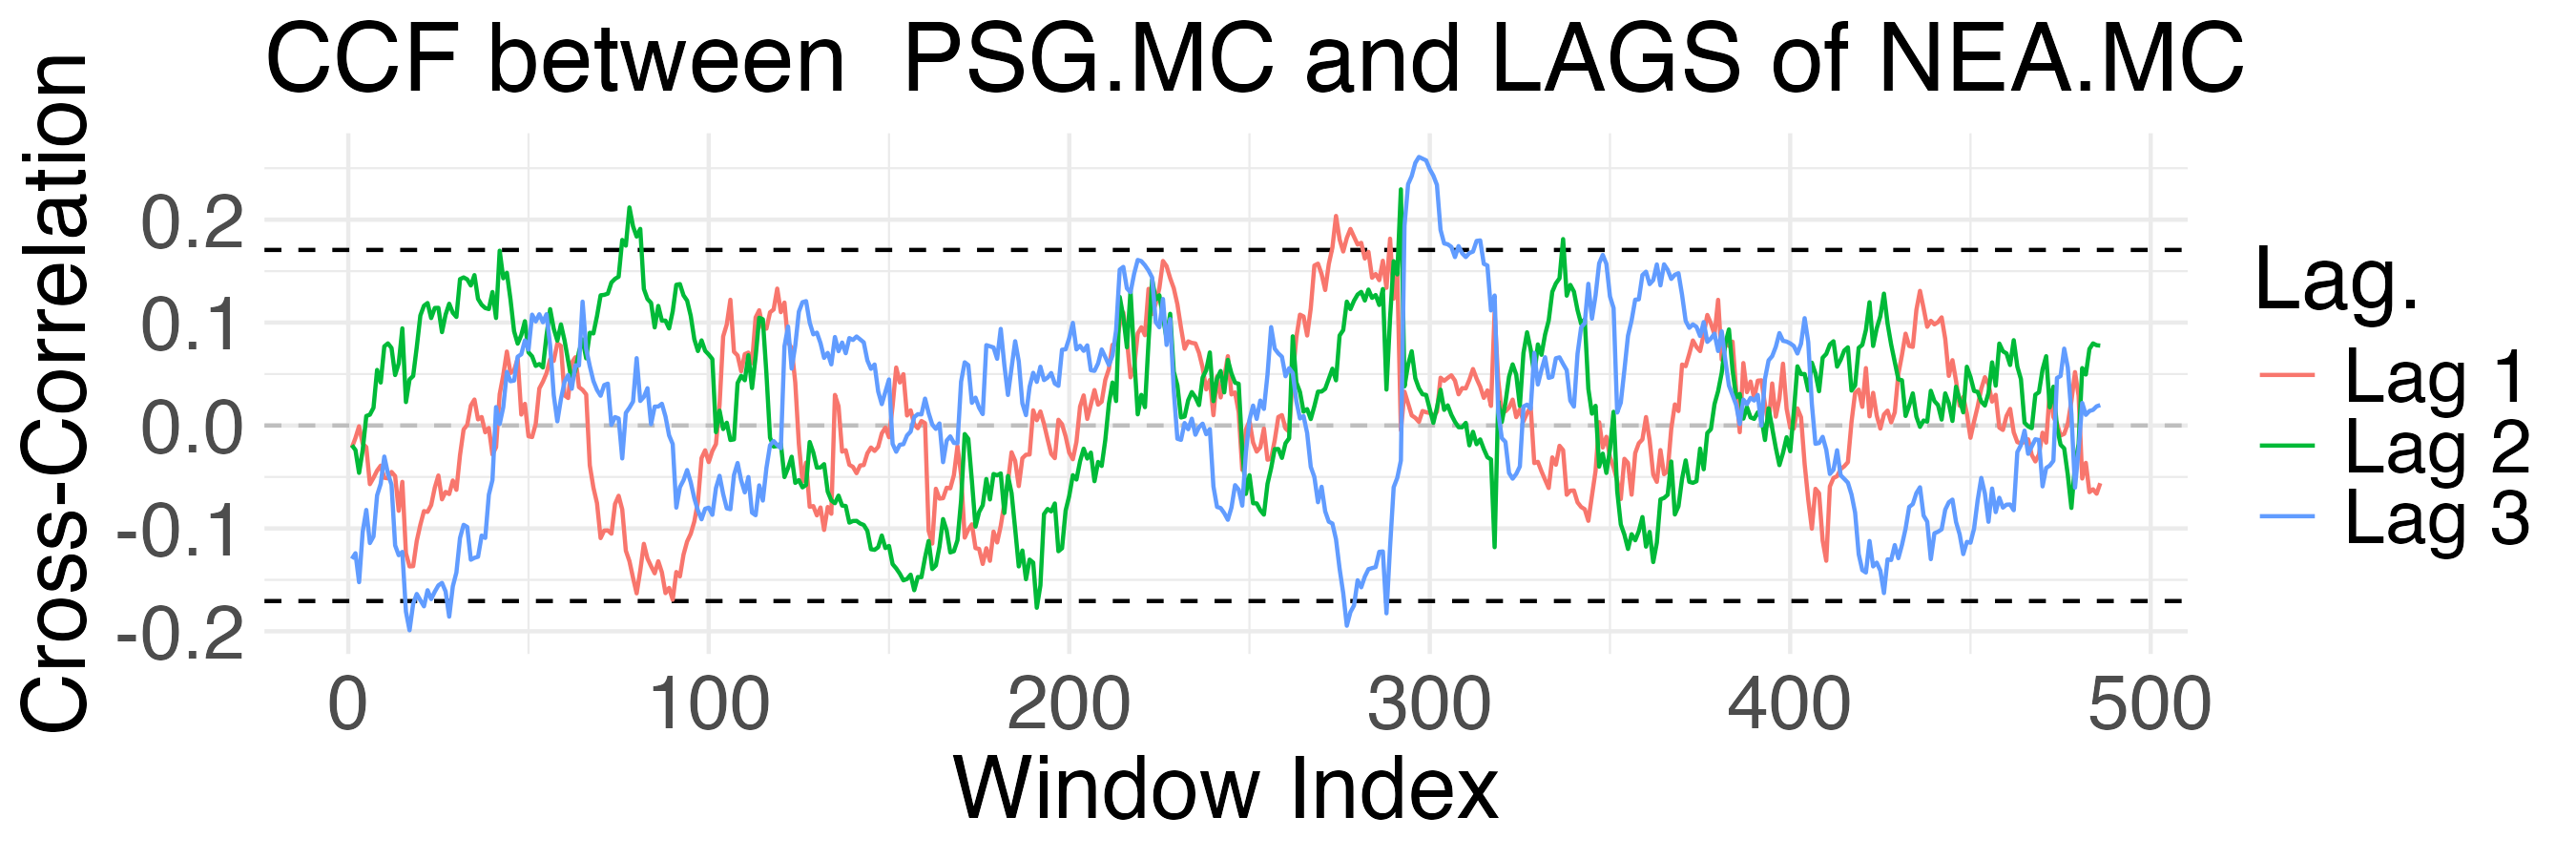 CCF between  PSG.MC and LAGS of NEA.MC
Cross-Correlation
0.2
0.1
0.0
-0.1
-0.2
0 100 200 300 400 500
Window Index
Lag.
Lag 1
Lag 2
Lag 3